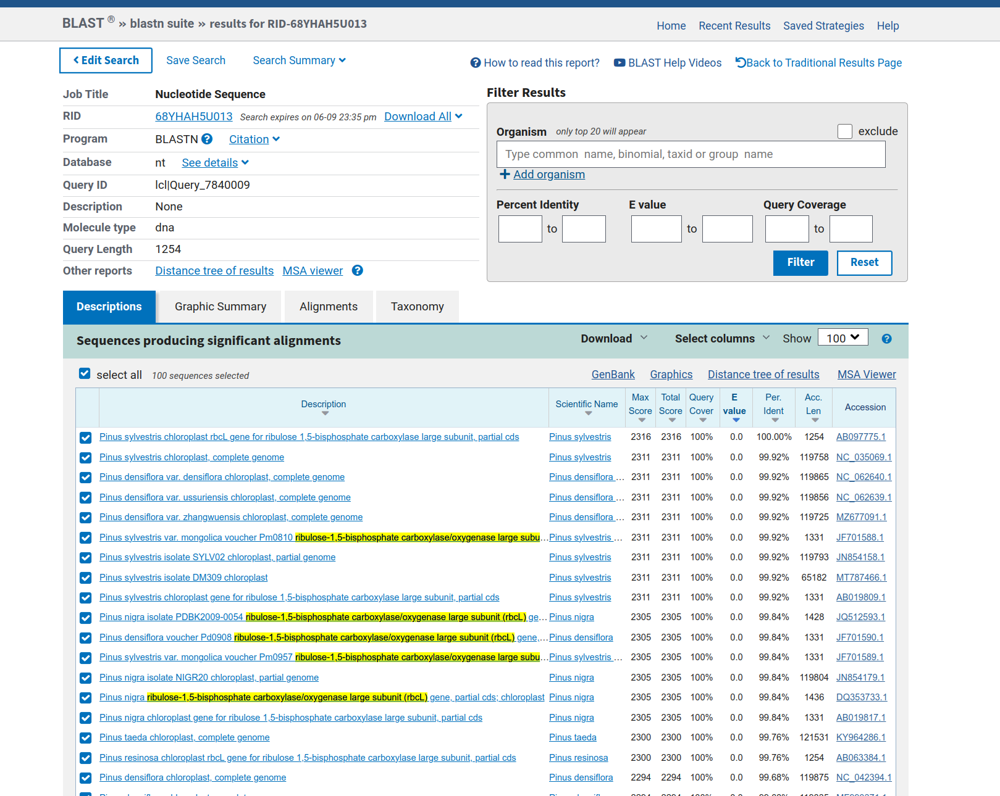 BLAST ® » blastn suite » results for RID-68YHAH5U013
Home Recent Results Saved Strategies Help
Edit Search Save Search Search Summary How to read this report? BLAST Help Videos Back to Traditional Results Page
Job Title Nucleotide Sequence
RID 68YHAH5U013 Search expires on 06-09 23:35 pm Download All
Program BLASTN Citation
Database nt See details
Query ID lcl|Query_7840009
Description None
Molecule type dna
Query Length 1254
Other reports Distance tree of results MSA viewer
Filter Results
Organism only top 20 will appear exclude
Type common name, binomial, taxid or group name
Add organism
Percent Identity E value Query Coverage
to to to
Filter Reset
Descriptions Graphic Summary Alignments Taxonomy
Sequences producing significant alignments Download Select columns Show 100
select all 100 sequences selected GenBank Graphics Distance tree of results MSA Viewer
Description Scientific Name Max Score Total Score Query Cover E value Per. Ident Acc. Len Accession
Pinus sylvestris chloroplast rbcL gene for ribulose 1,5-bisphosphate carboxylase large subunit, partial cds Pinus sylvestris 2316 2316 100% 0.0 100.00% 1254 AB097775.1
Pinus sylvestris chloroplast, complete genome Pinus sylvestris 2311 2311 100% 0.0 99.92% 119758 NC_035069.1
Pinus densiflora var. densiflora chloroplast, complete genome Pinus densiflora ... 2311 2311 100% 0.0 99.92% 119865 NC_062640.1
Pinus densiflora var. ussuriensis chloroplast, complete genome Pinus densiflora ... 2311 2311 100% 0.0 99.92% 119856 NC_062639.1
Pinus densiflora var. zhangwuensis chloroplast, complete genome Pinus densiflora ... 2311 2311 100% 0.0 99.92% 119725 MZ677091.1
Pinus sylvestris var. mongolica voucher Pm0810 ribulose-1,5-bisphosphate carboxylase/oxygenase large subu... Pinus sylvestris ... 2311 2311 100% 0.0 99.92% 1331 JF701588.1
Pinus sylvestris isolate SYLV02 chloroplast, partial genome Pinus sylvestris 2311 2311 100% 0.0 99.92% 119793 JN854158.1
Pinus sylvestris isolate DM309 chloroplast Pinus sylvestris 2311 2311 100% 0.0 99.92% 65182 MT787466.1
Pinus sylvestris chloroplast gene for ribulose 1,5-bisphosphate carboxylase large subunit, partial cds Pinus sylvestris 2311 2311 100% 0.0 99.92% 1331 AB019809.1
Pinus nigra isolate PDBK2009-0054 ribulose-1,5-bisphosphate carboxylase/oxygenase large subunit (rbcL) ge... Pinus nigra 2305 2305 100% 0.0 99.84% 1428 JQ512593.1
Pinus densiflora voucher Pd0908 ribulose-1,5-bisphosphate carboxylase/oxygenase large subunit (rbcL) gene,... Pinus densiflora 2305 2305 100% 0.0 99.84% 1331 JF701590.1
Pinus sylvestris var. mongolica voucher Pm0957 ribulose-1,5-bisphosphate carboxylase/oxygenase large subu... Pinus sylvestris ... 2305 2305 100% 0.0 99.84% 1331 JF701589.1
Pinus nigra isolate NIGR20 chloroplast, partial genome Pinus nigra 2305 2305 100% 0.0 99.84% 119804 JN854179.1
Pinus nigra ribulose-1,5-bisphosphate carboxylase/oxygenase large subunit (rbcL) gene, partial cds; chloroplast Pinus nigra 2305 2305 100% 0.0 99.84% 1436 DQ353733.1
Pinus nigra chloroplast gene for ribulose 1,5-bisphosphate carboxylase large subunit, partial cds Pinus nigra 2305 2305 100% 0.0 99.84% 1331 AB019817.1
Pinus taeda chloroplast, complete genome Pinus taeda 2300 2300 100% 0.0 99.76% 121531 KY964286.1
Pinus resinosa chloroplast rbcL gene for ribulose 1,5-bisphosphate carboxylase large subunit, partial cds Pinus resinosa 2300 2300 100% 0.0 99.76% 1254 AB063384.1
Pinus densiflora chloroplast, complete genome Pinus densiflora 2294 2294 100% 0.0 99.68% 119875 NC_042394.1